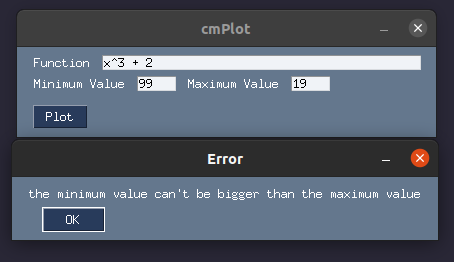 cmPlot
Function x^3 + 2
Minimum Value 99 Maximum Value 19
Plot
Error
the minimum value can't be bigger than the maximum value
OK